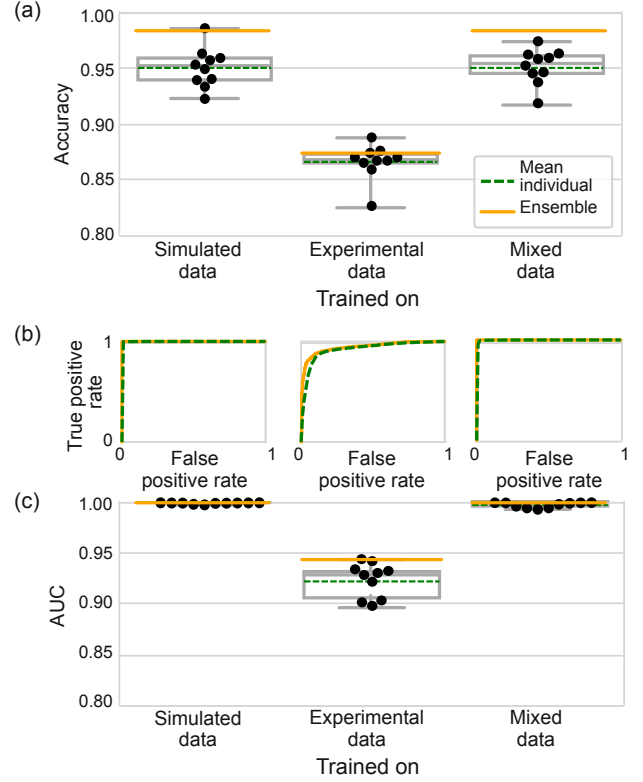 (a)
1.00
0.95
0.90
0.85
0.80
Accuracy
Mean
individual
Ensemble
Simulated
data
Experimental
data
Mixed
data
Trained on
(b)
True positive
rate
1
0
0
1
0
1
0
1
False
positive rate
False
positive rate
False
positive rate
(c)
1.00
0.95
0.90
0.85
0.80
AUC
Simulated
data
Experimental
data
Mixed
data
Trained on